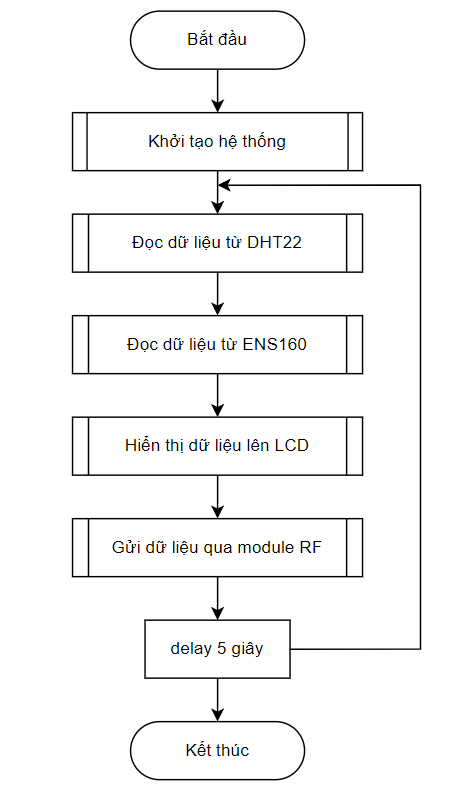 Bắt đầu
Khởi tạo hệ thống
Đọc dữ liệu từ DHT22
Đọc dữ liệu từ ENS160
Hiển thị dữ liệu lên LCD
Gửi dữ liệu qua module RF
delay 5 giây
Kết thúc